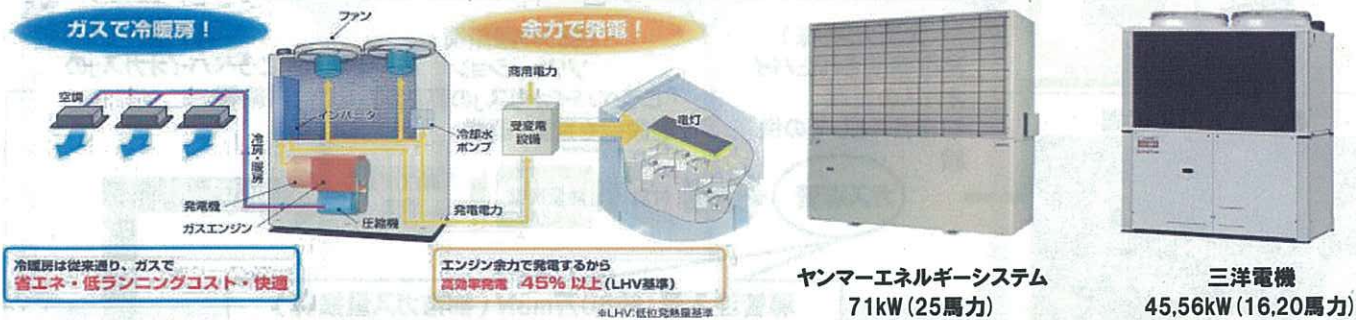 ガスで冷暖房！
ファン
余力で発電！
空調
インバータ
冷房・暖房
冷却水
ポンプ
発電機
ガスエンジン
圧縮機
商用電力
受変電
設備
発電電力
電灯
冷暖房は従来通り、ガスで
省エネ・低ランニングコスト・快適
エンジン余力で発電するから
高効率発電 45% 以上(LHV基準)
※LHV:低位発熱量基準
ヤンマーエネルギーシステム
71kW(25馬力)
三洋電機
45,56kW(16,20馬力)